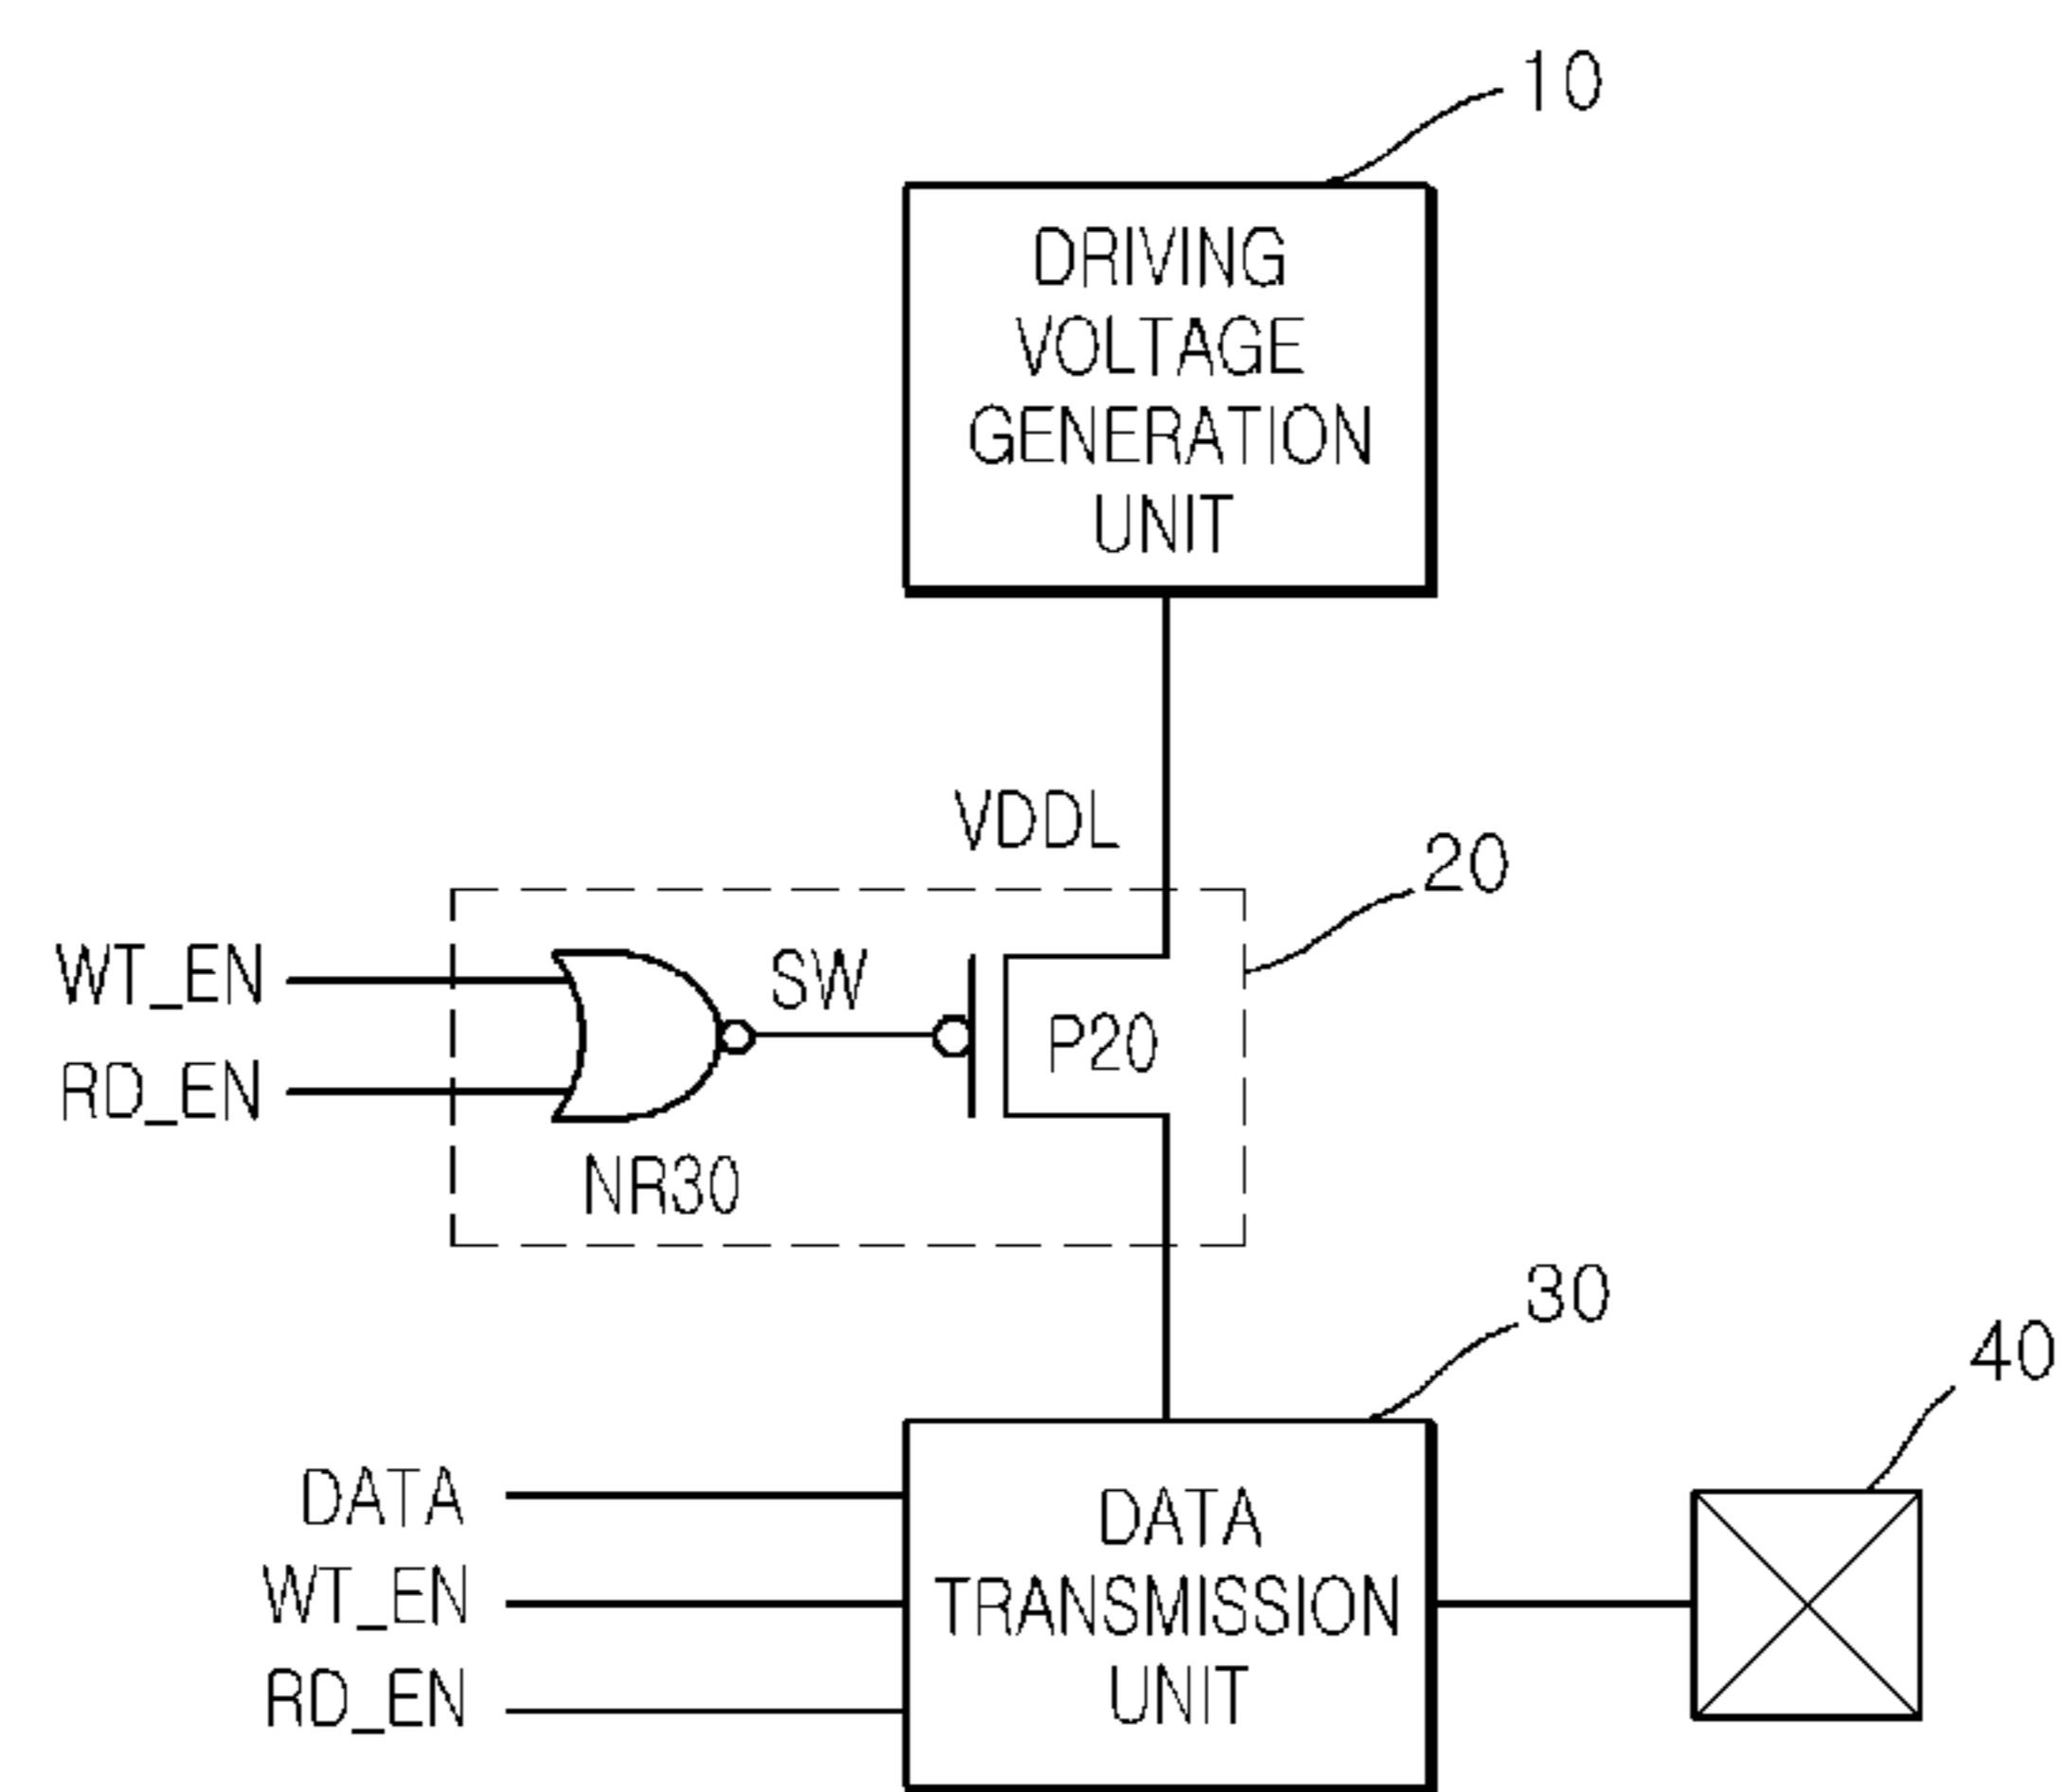 10
DRIVING
VOLTAGE
GENERATION
UNIT
VDDL
20
WT_EN
SW
P20
RD_EN
NR30
30
40
DATA
WT_EN
RD_EN
DATA
TRANSMISSION
UNIT